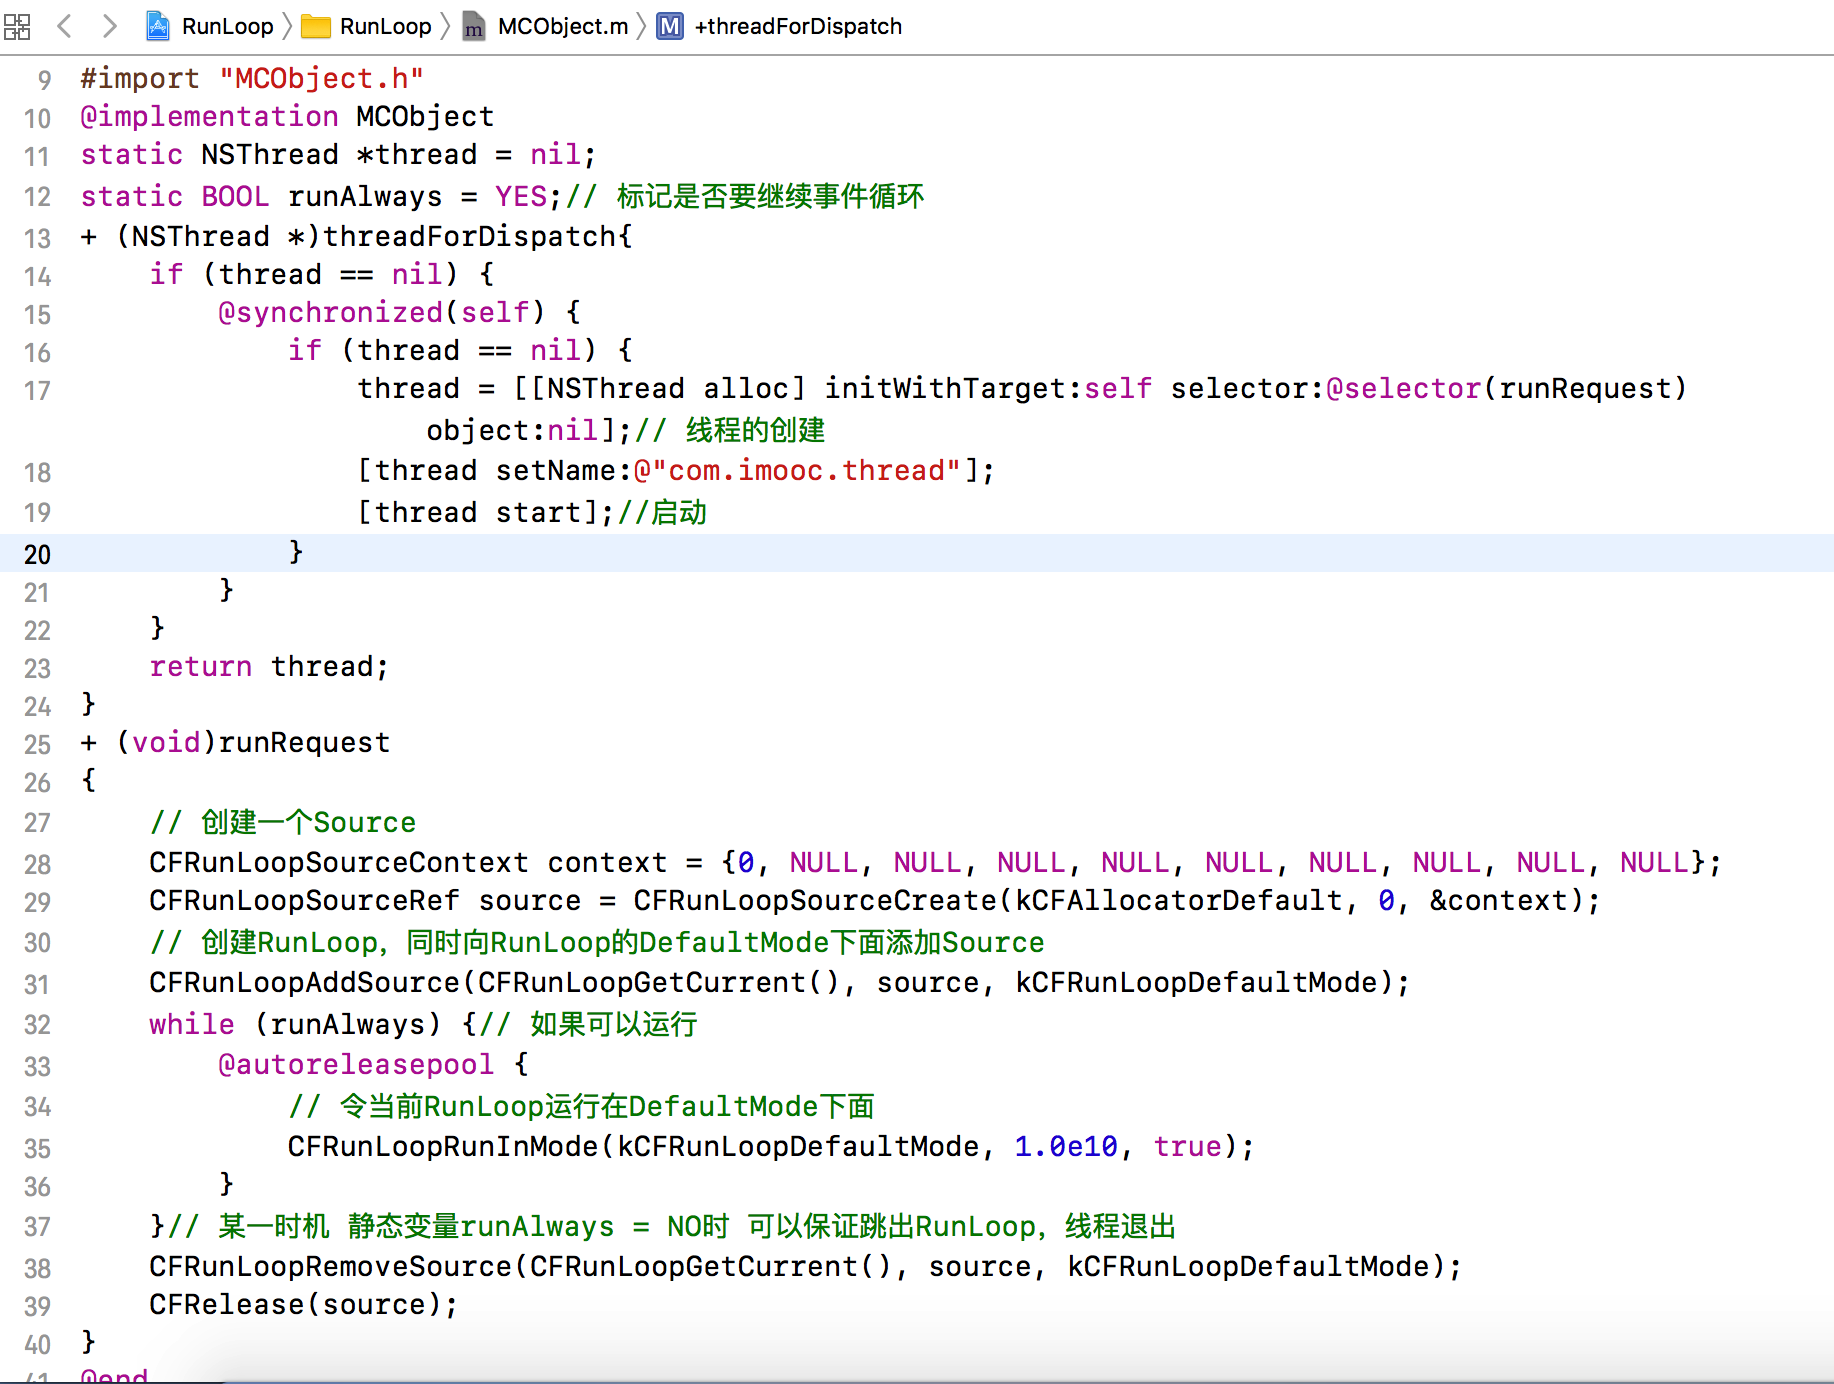 RunLoop 〉 RunLoop 〉 m MCObject.m 〉 M +threadForDispatch
9 #import "MCObject.h"
10 @implementation MCObject
11 static NSThread *thread = nil;
12 static BOOL runAlways = YES;// 标记是否要继续事件循环
13 + (NSThread *)threadForDispatch{
14 if (thread == nil) {
15 @synchronized(self) {
16 if (thread == nil) {
17 thread = [[NSThread alloc] initWithTarget:self selector:@selector(runRequest)
object:nil];// 线程的创建
18 [thread setName:@"com.imooc.thread"];
19 [thread start];//启动
20 }
21 }
22 }
23 return thread;
24 }
25 + (void)runRequest
26 {
27 // 创建一个Source
28 CFRunLoopSourceContext context = {0, NULL, NULL, NULL, NULL, NULL, NULL, NULL, NULL, NULL};
29 CFRunLoopSourceRef source = CFRunLoopSourceCreate(kCFAllocatorDefault, 0, &context);
30 // 创建RunLoop，同时向RunLoop的DefaultMode下面添加Source
31 CFRunLoopAddSource(CFRunLoopGetCurrent(), source, kCFRunLoopDefaultMode);
32 while (runAlways) {// 如果可以运行
33 @autoreleasepool {
34 // 令当前RunLoop运行在DefaultMode下面
35 CFRunLoopRunInMode(kCFRunLoopDefaultMode, 1.0e10, true);
36 }
37 }// 某一时机 静态变量runAlways = NO时 可以保证跳出RunLoop，线程退出
38 CFRunLoopRemoveSource(CFRunLoopGetCurrent(), source, kCFRunLoopDefaultMode);
39 CFRelease(source);
40 }
41 @end